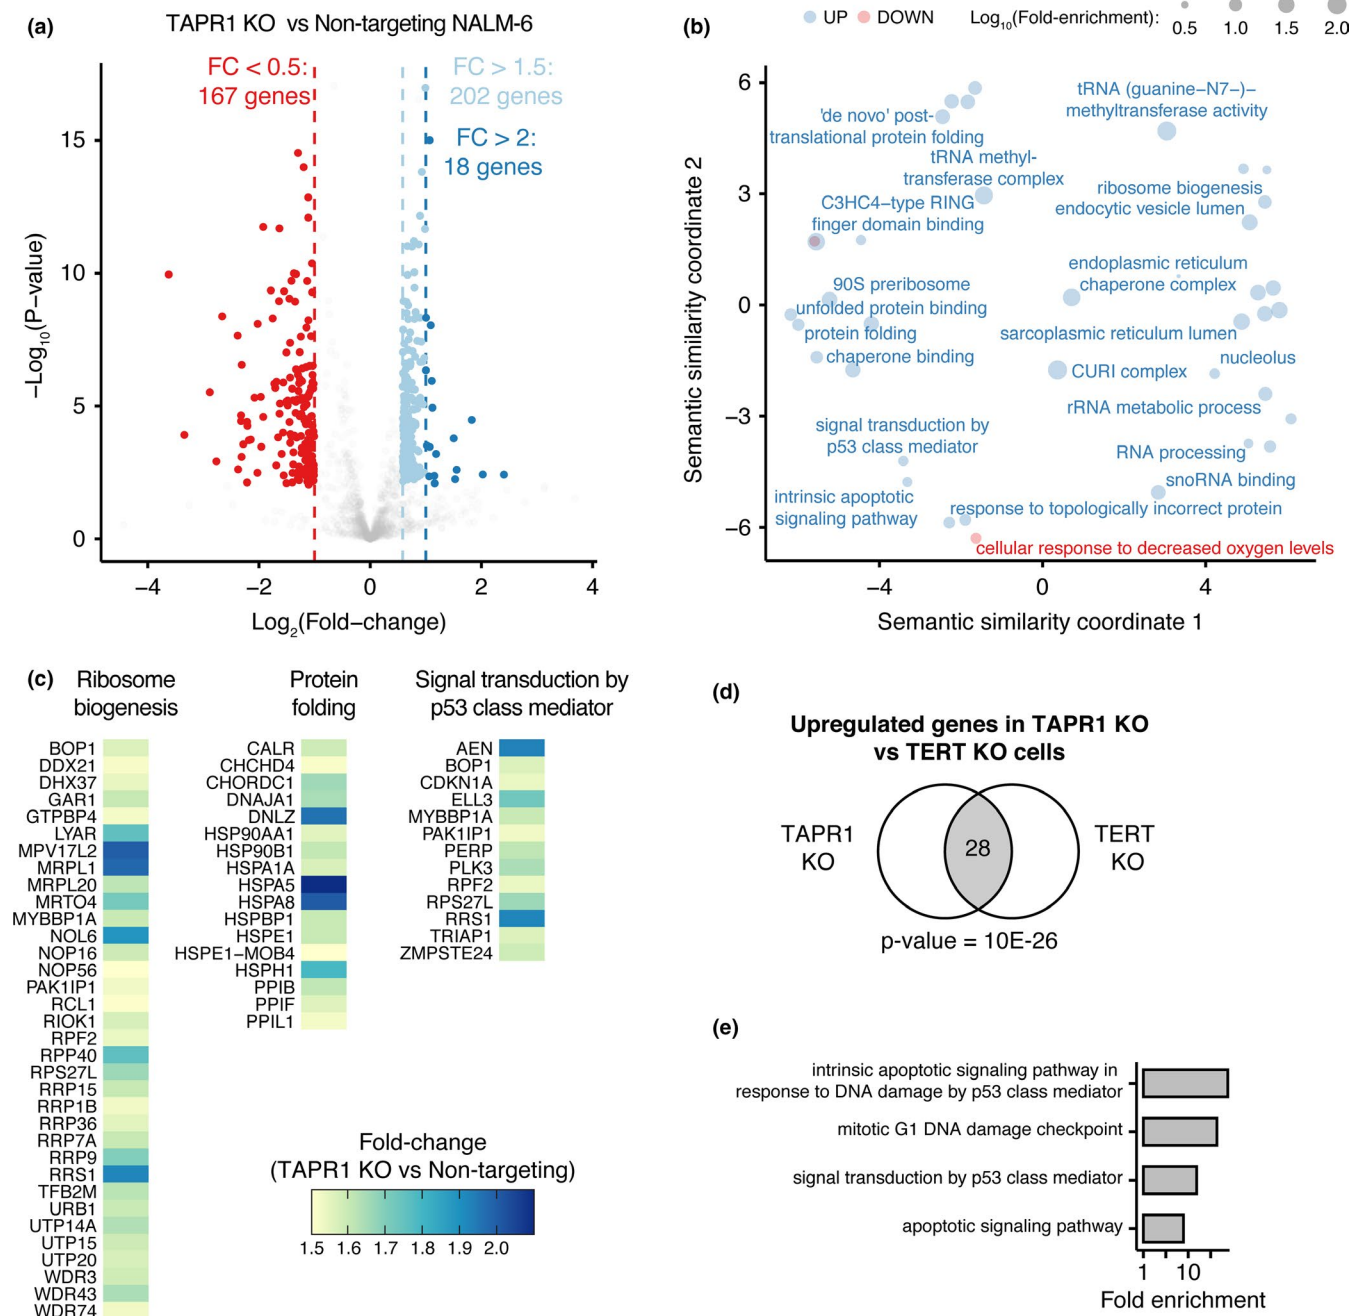 (a)
TAPR1 KO vs Non-targeting NALM-6
FC < 0.5:
167 genes
FC > 1.5:
202 genes
FC > 2:
18 genes
−Log10(P−value)
15
10
5
0
−4
−2
0
2
4
Log2(Fold−change)
(b)
UP
DOWN
Log10(Fold-enrichment):
0.5
1.0
1.5
2.0
Semantic similarity coordinate 2
6
3
0
−3
−6
'de novo' post-
translational protein folding
tRNA methyl-
transferase complex
C3HC4−type RING
finger domain binding
90S preribosome
unfolded protein binding
protein folding
chaperone binding
signal transduction by
p53 class mediator
intrinsic apoptotic
signaling pathway
tRNA (guanine−N7−)−
methyltransferase activity
ribosome biogenesis
endocytic vesicle lumen
endoplasmic reticulum
chaperone complex
sarcoplasmic reticulum lumen
nucleolus
CURI complex
rRNA metabolic process
RNA processing
snoRNA binding
response to topologically incorrect protein
cellular response to decreased oxygen levels
−4
0
4
Semantic similarity coordinate 1
(c)
Ribosome
biogenesis
BOP1
DDX21
DHX37
GAR1
GTPBP4
LYAR
MPV17L2
MRPL1
MRPL20
MRTO4
MYBBP1A
NOL6
NOP16
NOP56
PAK1IP1
RCL1
RIOK1
RPF2
RPP40
RPS27L
RRP15
RRP1B
RRP36
RRP7A
RRP9
RRS1
TFB2M
URB1
UTP14A
UTP15
UTP20
WDR3
WDR43
WDR74
Protein
folding
CALR
CHCHD4
CHORDC1
DNAJA1
DNLZ
HSP90AA1
HSP90B1
HSPA1A
HSPA5
HSPA8
HSPBP1
HSPE1
HSPE1−MOB4
HSPH1
PPIB
PPIF
PPIL1
Signal transduction by
p53 class mediator
AEN
BOP1
CDKN1A
ELL3
MYBBP1A
PAK1IP1
PERP
PLK3
RPF2
RPS27L
RRS1
TRIAP1
ZMPSTE24
Fold-change
(TAPR1 KO vs Non-targeting)
1.5 1.6 1.7 1.8 1.9 2.0
(d)
Upregulated genes in TAPR1 KO
vs TERT KO cells
TAPR1
KO
28
TERT
KO
p-value = 10E-26
(e)
intrinsic apoptotic signaling pathway in
response to DNA damage by p53 class mediator
mitotic G1 DNA damage checkpoint
signal transduction by p53 class mediator
apoptotic signaling pathway
1
10
Fold enrichment